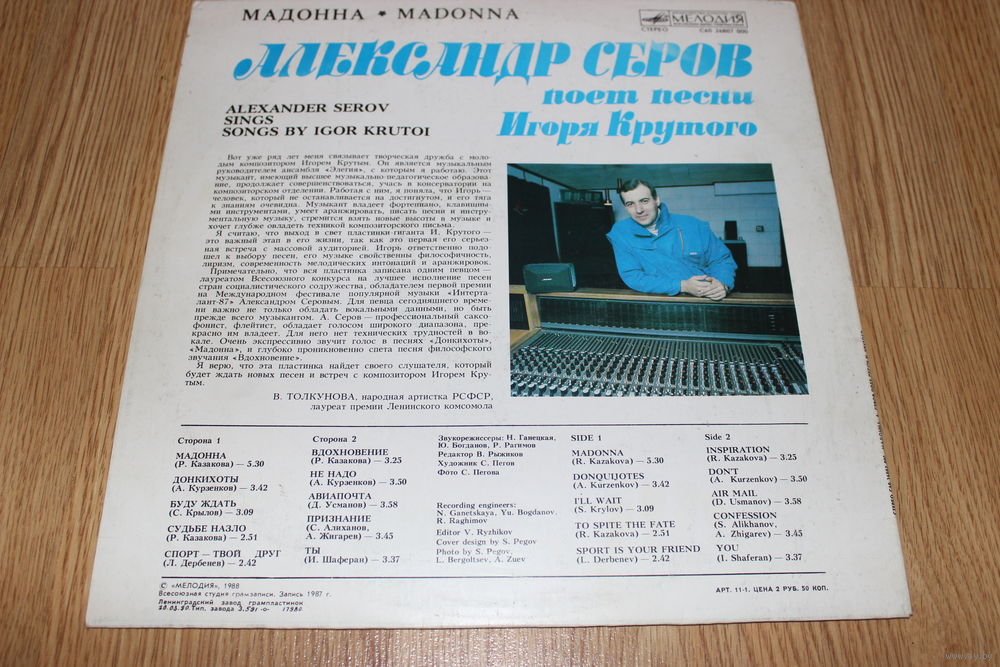 МАДОННА ★ MADONNA
МЕЛОДИЯ
СТЕРЕО
С60 26807 000
АЛЕКСАНДР СЕРОВ
поет песни
Игоря Крутого
ALEXANDER SEROV
SINGS
SONGS BY IGOR KRUTOI
Вот уже ряд лет меня связывает творческая дружба с моло-
дым композитором Игорем Крутым. Он является музыкальным
руководителем ансамбля «Элегия», с которым я работаю. Этот
музыкант, имеющий высшее музыкально-педагогическое образова-
ние, продолжает совершенствоваться, учась в консерватории на
композиторском отделении. Работая с ним, я поняла, что Игорь —
человек, который не останавливается на достигнутом, и его тяга
к знаниям очевидна. Музыкант владеет фортепиано, клавишны-
ми инструментами, умеет аранжировать, писать песни и инстру-
ментальную музыку, стремится взять новые высоты в музыке и
хочет глубже овладеть техникой композиторского письма.
Я считаю, что выход в свет пластинки-гиганта И. Крутого —
это важный этап в его жизни, так как это первая его серьез-
ная встреча с массовой аудиторией. Игорь ответственно подо-
шел к выбору песен, его музыке свойственны философичность,
лиризм, современность мелодических интонаций и аранжировок.
Примечательно, что вся пластинка записана одним певцом —
лауреатом Всесоюзного конкурса на лучшее исполнение песен
стран социалистического содружества, обладателем первой премии
на Международном фестивале популярной музыки «Интерта-
лант-87» Александром Серовым. Для певца сегодняшнего време-
ни важно не только обладать вокальными данными, но быть
прежде всего музыкантом. А. Серов — профессиональный саксо-
фонист, флейтист, обладает голосом широкого диапазона, пре-
красно им владеет. Для него нет технических трудностей в во-
кале. Очень экспрессивно звучит голос в песнях «Донкихоты»,
«Мадонна», и глубоко проникновенно спета песня философского
звучания «Вдохновение».
Я верю, что эта пластинка найдет своего слушателя, который
будет ждать новых песен и встреч с композитором Игорем Кру-
тым.
В. ТОЛКУНОВА, народная артистка РСФСР,
лауреат премии Ленинского комсомола
Сторона 1
МАДОННА
(Р. Казакова) — 5.30
ДОНКИХОТЫ
(А. Курзенков) — 3.42
БУДУ ЖДАТЬ
(С. Крылов) — 3.09
СУДЬБЕ НАЗЛО
(Р. Казакова) — 2.51
СПОРТ — ТВОЙ ДРУГ
(Л. Дербенев) — 2.42
Сторона 2
ВДОХНОВЕНИЕ
(Р. Казакова) — 3.25
НЕ НАДО
(А. Курзенков) — 3.50
АВИАПОЧТА
(Д. Усманов) — 3.58
ПРИЗНАНИЕ
(С. Алиханов,
А. Жигарев) — 3.45
ТЫ
(И. Шаферан) — 3.37
Звукорежиссеры: Н. Ганецкая,
Ю. Богданов, Р. Рагимов
Редактор В. Рыжиков
Художник С. Пегов
Фото С. Пегова
Recording engineers:
N. Ganetskaya, Yu. Bogdanov,
R. Raghimov
Editor V. Ryzhikov
Cover design by S. Pegov
Photo by S. Pegov,
L. Bergoltsev, A. Zuev
SIDE 1
MADONNA
(R. Kazakova) — 5.30
DONQUIJOTES
(A. Kurzenkov) — 3.42
I'LL WAIT
(S. Krylov) — 3.09
TO SPITE THE FATE
(R. Kazakova) — 2.51
SPORT IS YOUR FRIEND
(L. Derbenev) — 2.42
Side 2
INSPIRATION
(R. Kazakova) — 3.25
DON'T
(A. Kurzenkov) — 3.50
AIR MAIL
(D. Usmanov) — 3.58
CONFESSION
(S. Alikhanov,
A. Zhigarev) — 3.45
YOU
(I. Shaferan) — 3.37
© «МЕЛОДИЯ», 1988
Всесоюзная студия грамзаписи. Запись 1987 г.
Ленинградский завод грампластинок
20.03.90. Тип. завода З.591-0- 17980
АРТ. 11-1. ЦЕНА 2 РУБ. 50 КОП.